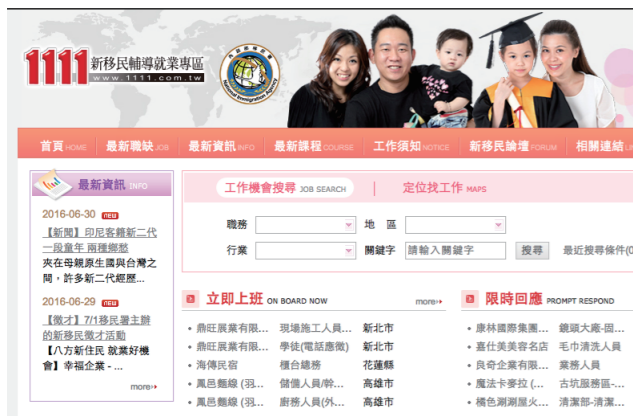 1111 新移民輔導就業專區
www.1111.com.tw
National Immigration Agency
首頁 HOME 最新職缺 JOB 最新資訊 INFO 最新課程 COURSE 工作須知 NOTICE 新移民論壇 FORUM 相關連結
最新資訊 INFO
2016-06-30 new
【新聞】印尼客籍新二代
一段童年 兩種鄉愁
夾在母親原生國與台灣之
間，許多新二代經歷...
2016-06-29 new
【徵才】7/1移民署主辦
的新移民徵才活動
【八方新住民 就業好機
會】幸福企業 - ...
more
工作機會搜尋 JOB SEARCH | 定位找工作 MAPS
職務 地 區
行業 關鍵字 請輸入關鍵字 搜尋 最近搜尋條件(0
立即上班 ON BOARD NOW more
• 鼎旺展業有限... 現場施工人員... 新北市
• 鼎旺展業有限... 學徒(電話應徵) 新北市
• 海傳民宿 櫃台總務 花蓮縣
• 鳳邑麵線 (羽... 儲備人員/幹... 高雄市
• 鳳邑麵線 (羽... 廚務人員(外... 高雄市
限時回應 PROMPT RESPOND
• 康林國際集團... 鏡頭大廠-固...
• 嘉仕美美容名店 毛巾清洗人員
• 良奇企業有限... 業務人員
• 魔法卡麥拉 (... 古坑服務區-...
• 橘色涮涮屋火... 清潔部-清潔...